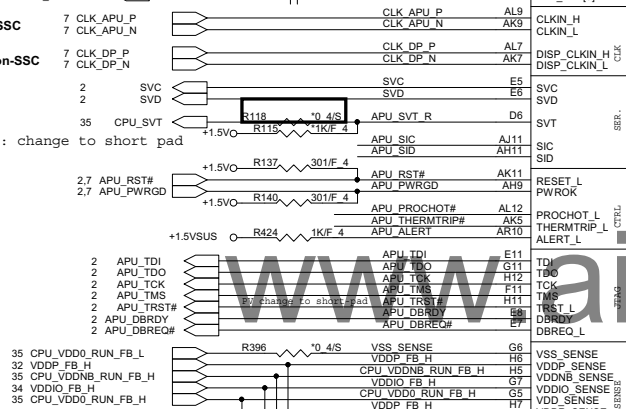 7 CLK_APU_P CLK_APU_P AL9 CLKIN_H
SSC 7 CLK_APU_N CLK_APU_N AK9 CLKIN_L
on-SSC 7 CLK_DP_P CLK_DP_P AL7 DISP_CLKIN_H
7 CLK_DP_N CLK_DP_N AK7 DISP_CLKIN_L
CLK
2 SVC SVC E5 SVC
2 SVD SVD E6 SVD
R118 *0_4/S
35 CPU_SVT APU_SVT_R D6 SVT
SER.
+1.5V R115 *1K/F_4
: change to short pad
APU_SIC AJ11 SIC
APU_SID AH11 SID
+1.5V R137 301/F_4
2,7 APU_RST# APU_RST# AK11 RESET_L
2,7 APU_PWRGD APU_PWRGD AH9 PWROK
+1.5V R140 301/F_4
APU_PROCHOT# AL12 PROCHOT_L
APU_THERMTRIP# AK5 THERMTRIP_L
CTRL
+1.5VSUS R424 1K/F_4 APU_ALERT AR10 ALERT_L
2 APU_TDI APU_TDI E11 TDI
2 APU_TDO APU_TDO G11 TDO
2 APU_TCK APU_TCK H12 TCK
2 APU_TMS APU_TMS F11 TMS
PV change to short-pad
2 APU_TRST# APU_TRST# H11 TRST_L
2 APU_DBRDY APU_DBRDY E8 DBRDY
2 APU_DBREQ# APU_DBREQ# E7 DBREQ_L
JTAG
www.ai
35 CPU_VDD0_RUN_FB_L R396 *0_4/S VSS_SENSE G6 VSS_SENSE
32 VDDP_FB_H VDDP_FB_H H6 VDDP_SENSE
35 CPU_VDDNB_RUN_FB_H CPU_VDDNB_RUN_FB_H H5 VDDNB_SENSE
34 VDDIO_FB_H VDDIO_FB_H G7 VDDIO_SENSE
35 CPU_VDD0_RUN_FB_H CPU_VDD0_RUN_FB_H G5 VDD_SENSE
VDDP_FB_H H7
SENSE